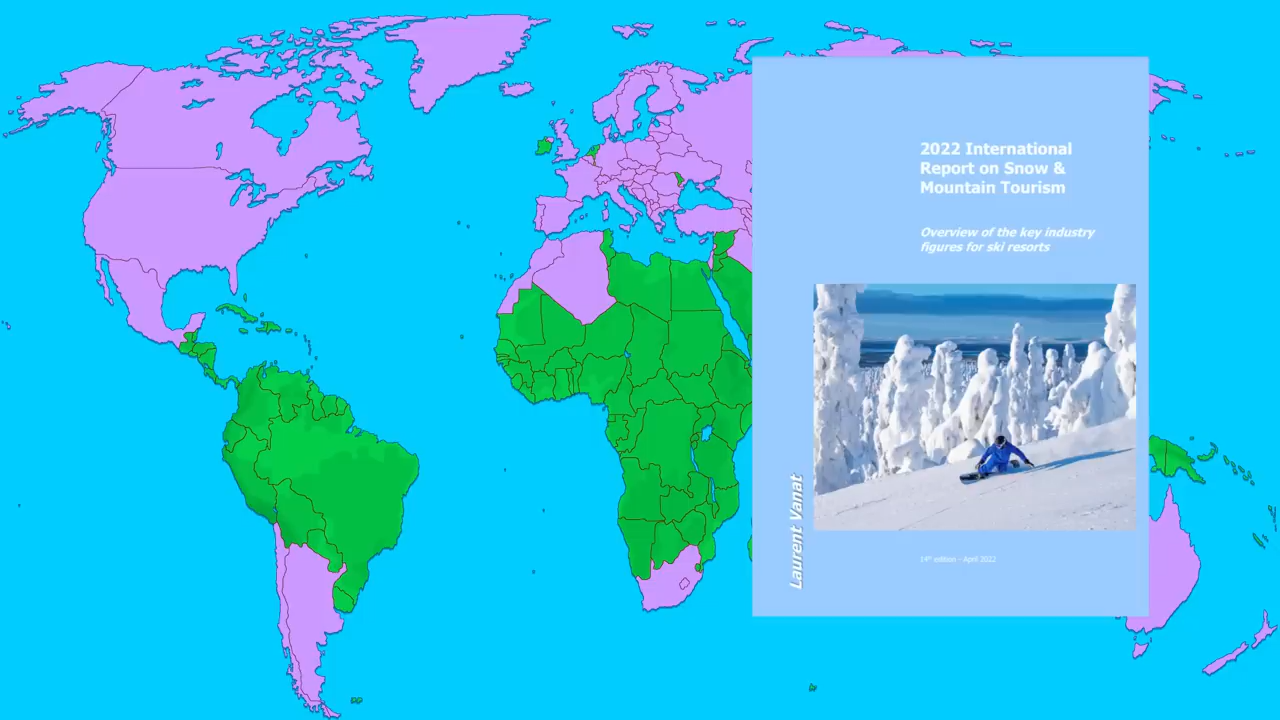 2022 International
Report on Snow &
Mountain Tourism
Overview of the key industry
figures for ski resorts
Laurent Vanat
14th edition - April 2022